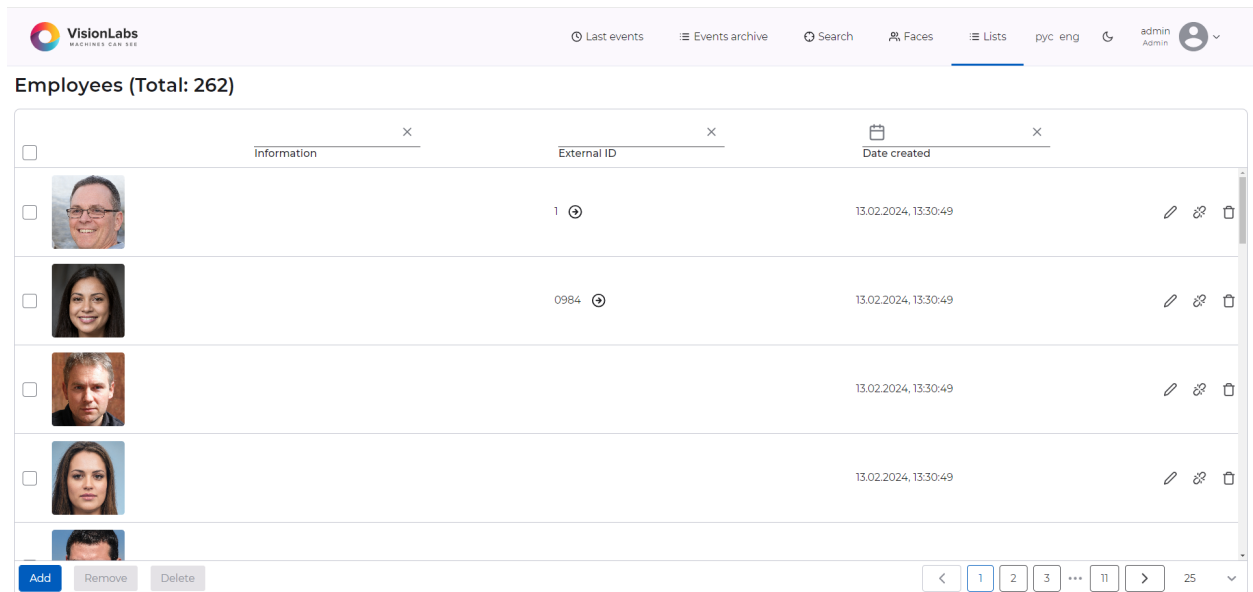 VisionLabs
MACHINES CAN SEE
Last events
Events archive
Search
Faces
Lists
рус eng
admin
Admin
Employees (Total: 262)
Information
External ID
Date created
1
13.02.2024, 13:30:49
0984
13.02.2024, 13:30:49
13.02.2024, 13:30:49
13.02.2024, 13:30:49
Add
Remove
Delete
1 2 3 ••• 11
25